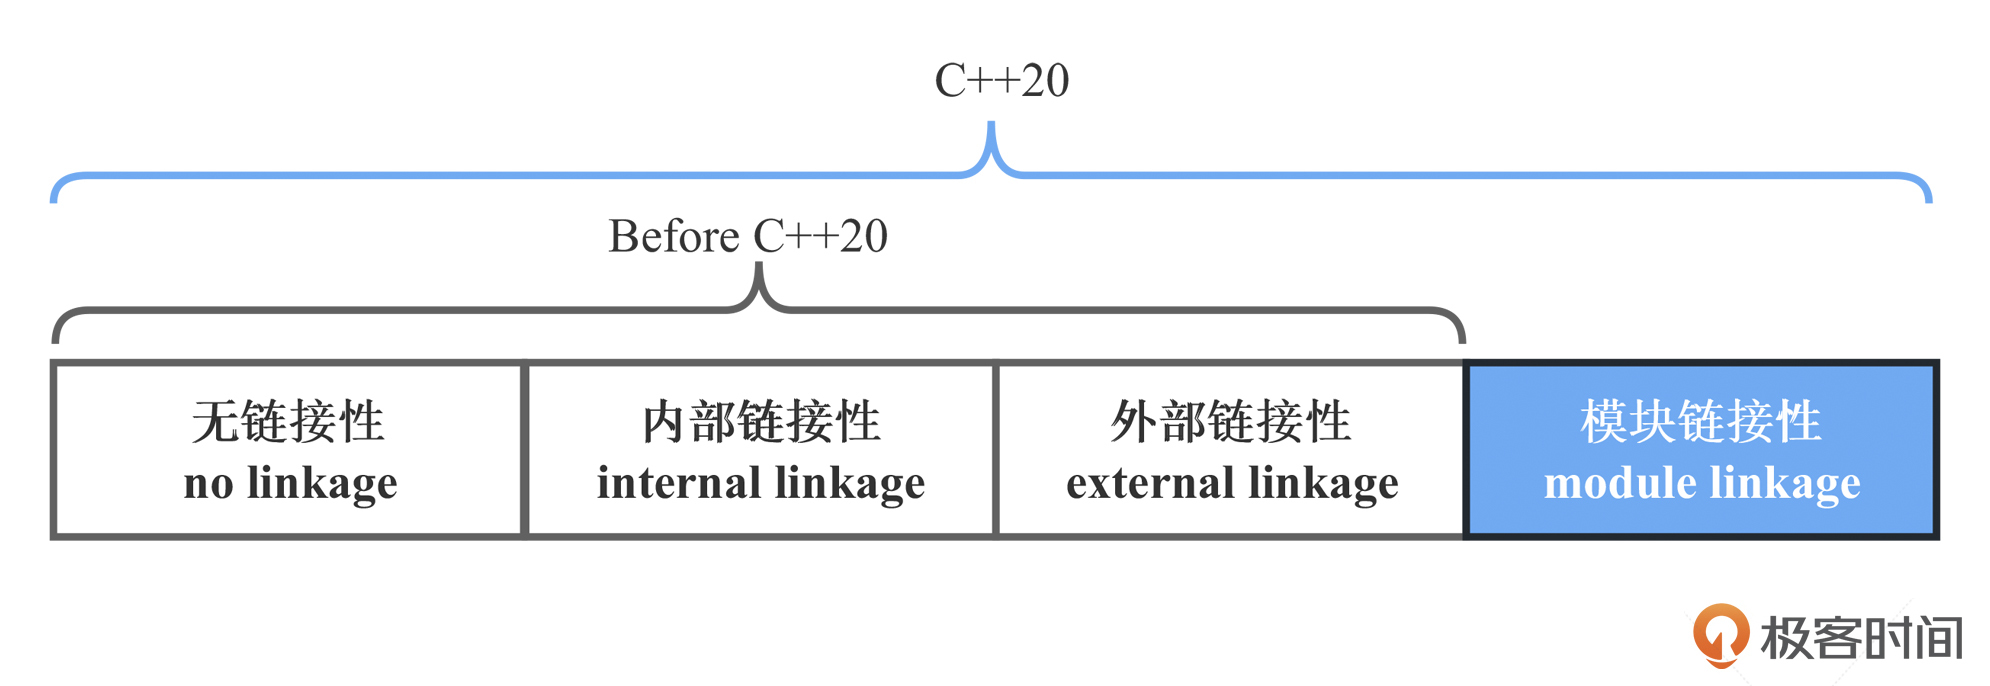 C++20
Before C++20
无链接性
no linkage
内部链接性
internal linkage
外部链接性
external linkage
模块链接性
module linkage
极客时间